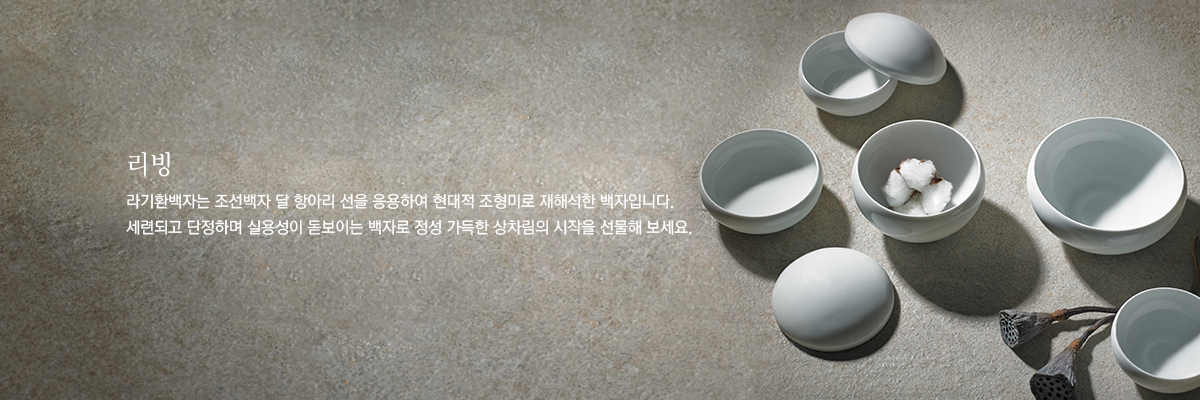 리빙
라기환백자는 조선백자 달 항아리 선을 응용하여 현대적 조형미로 재해석한 백자입니다.
세련되고 단정하며 실용성이 돋보이는 백자로 정성 가득한 상차림의 시작을 선물해 보세요.